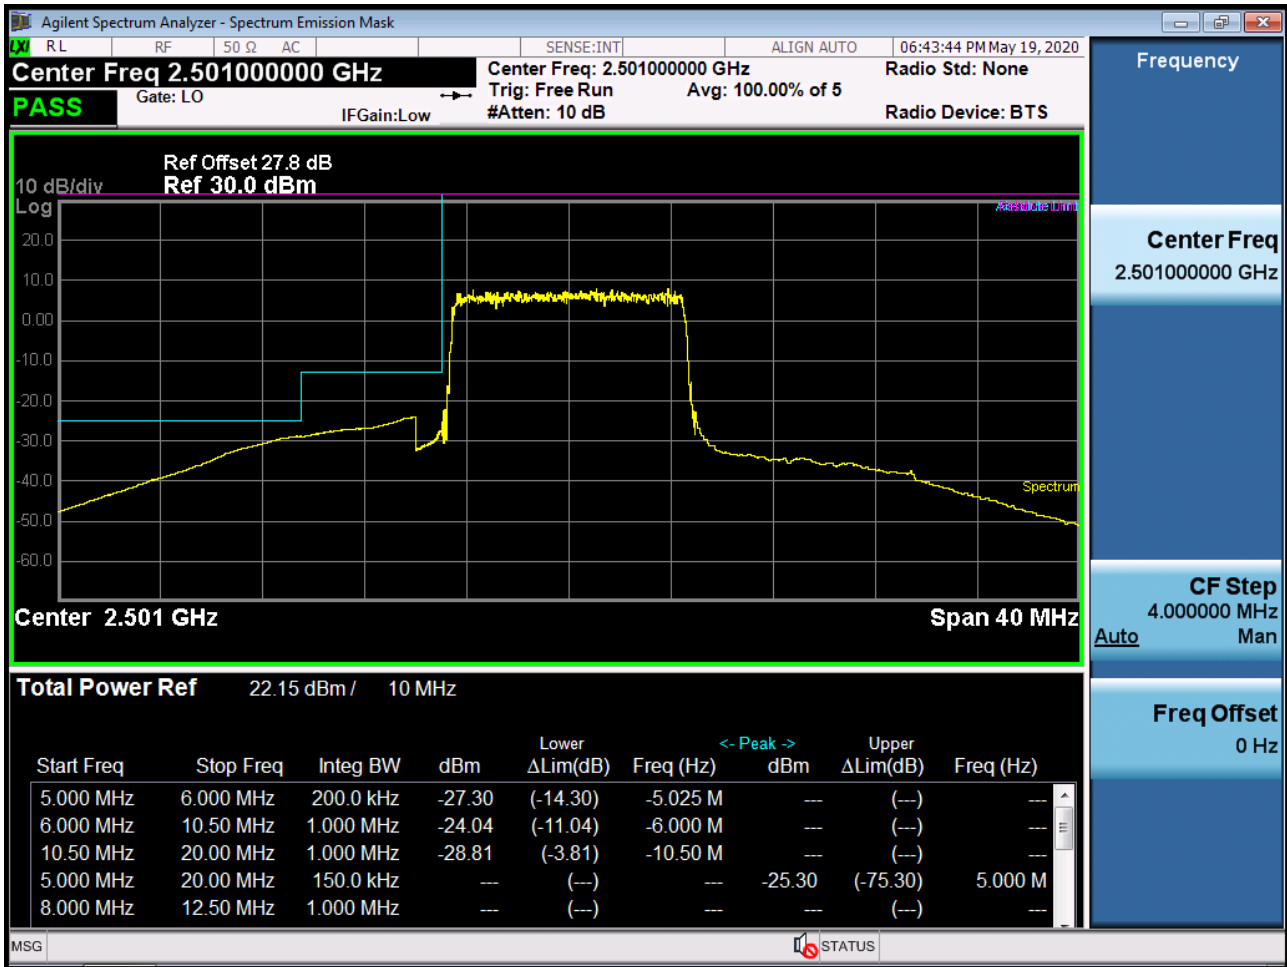 Agilent Spectrum Analyzer - Spectrum Emission Mask
LXI RL RF 50 Ω AC SENSE:INT ALIGN AUTO 06:43:44 PM May 19, 2020
Center Freq 2.501000000 GHz
PASS
Gate: LO
IFGain:Low
Center Freq: 2.501000000 GHz
Trig: Free Run Avg: 100.00% of 5
#Atten: 10 dB
Radio Std: None
Radio Device: BTS
Ref Offset 27.8 dB
10 dB/div Ref 30.0 dBm
Log
Absolute Limit
20.0
10.0
0.00
-10.0
-20.0
-30.0
-40.0
-50.0
-60.0
Spectrum
Center 2.501 GHz Span 40 MHz
Total Power Ref 22.15 dBm / 10 MHz
Lower <- Peak -> Upper
Start Freq Stop Freq Integ BW dBm ΔLim(dB) Freq (Hz) dBm ΔLim(dB) Freq (Hz)
5.000 MHz 6.000 MHz 200.0 kHz -27.30 (-14.30) -5.025 M --- (---) ---
6.000 MHz 10.50 MHz 1.000 MHz -24.04 (-11.04) -6.000 M --- (---) ---
10.50 MHz 20.00 MHz 1.000 MHz -28.81 (-3.81) -10.50 M --- (---) ---
5.000 MHz 20.00 MHz 150.0 kHz --- (---) --- -25.30 (-75.30) 5.000 M
8.000 MHz 12.50 MHz 1.000 MHz --- (---) --- --- (---) ---
MSG STATUS
Frequency
Center Freq
2.501000000 GHz
CF Step
4.000000 MHz
Auto Man
Freq Offset
0 Hz